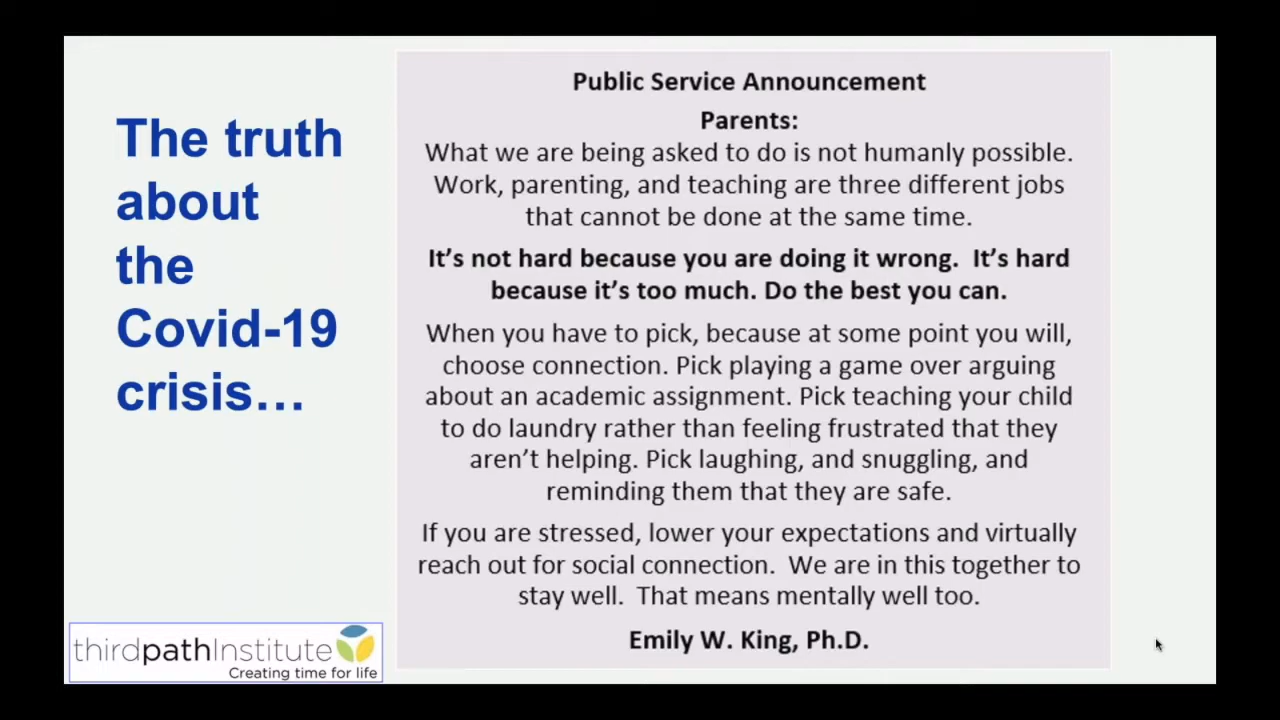 The truth
about
the
Covid-19
crisis…
Public Service Announcement
Parents:
What we are being asked to do is not humanly possible.
Work, parenting, and teaching are three different jobs
that cannot be done at the same time.
It’s not hard because you are doing it wrong.  It’s hard
because it’s too much. Do the best you can.
When you have to pick, because at some point you will,
choose connection. Pick playing a game over arguing
about an academic assignment. Pick teaching your child
to do laundry rather than feeling frustrated that they
aren’t helping. Pick laughing, and snuggling, and
reminding them that they are safe.
If you are stressed, lower your expectations and virtually
reach out for social connection.  We are in this together to
stay well.  That means mentally well too.
Emily W. King, Ph.D.
thirdpathInstitute
Creating time for life